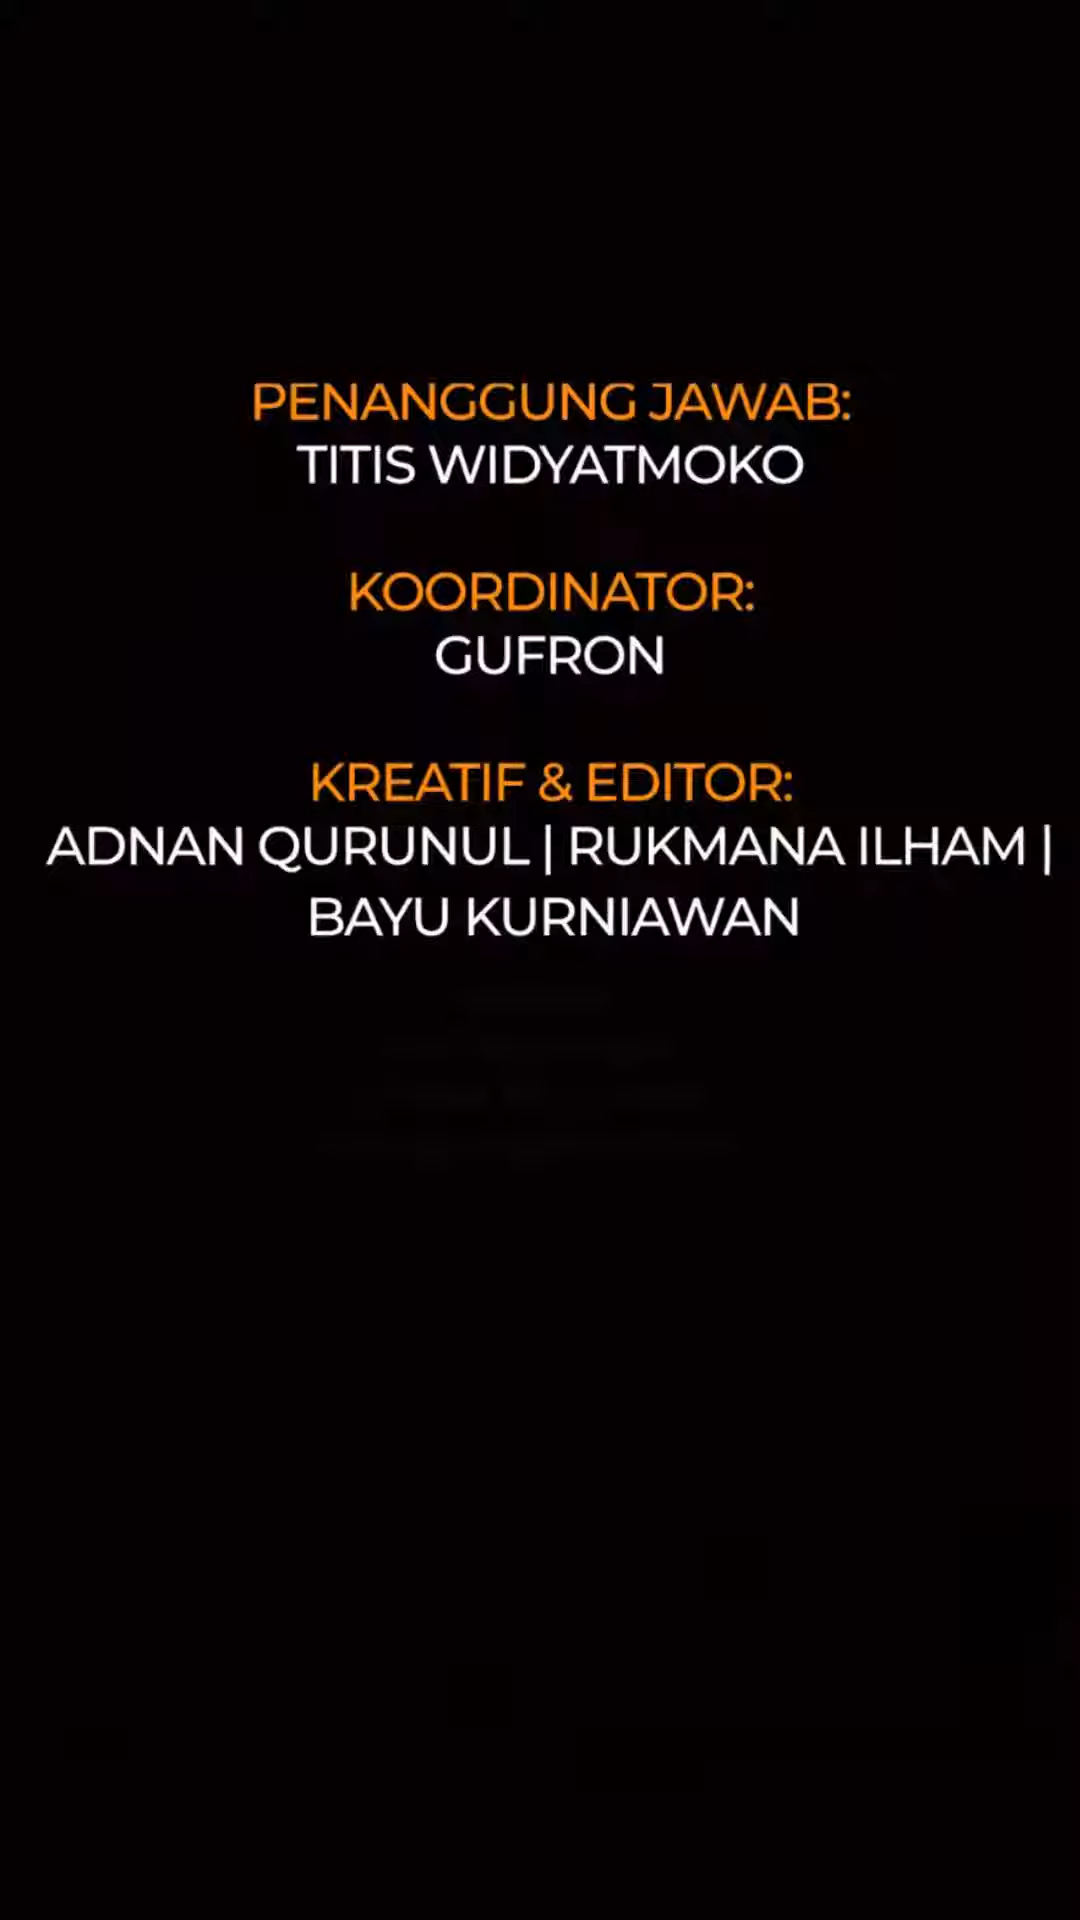 PENANGGUNG JAWAB:
TITIS WIDYATMOKO
KOORDINATOR:
GUFRON
KREATIF & EDITOR:
ADNAN QURUNUL | RUKMANA ILHAM |
BAYU KURNIAWAN